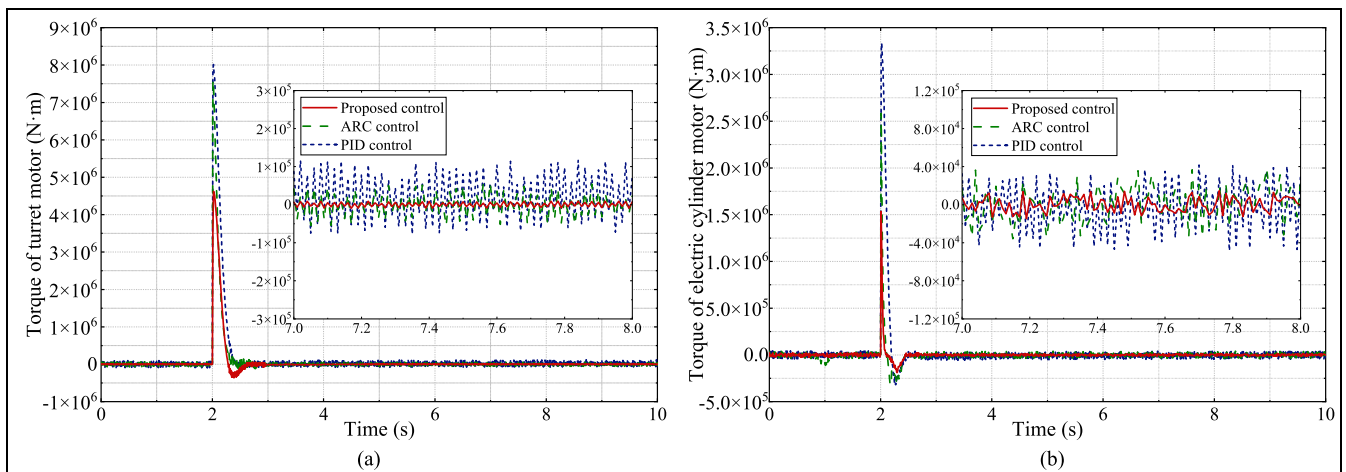 Torque of turret motor (N·m)
9×10⁶
8×10⁶
7×10⁶
6×10⁶
5×10⁶
4×10⁶
3×10⁶
2×10⁶
1×10⁶
0
-1×10⁶
0 2 4 6 8 10
Time (s)
(a)
3×10⁵
2×10⁵
1×10⁵
0
-1×10⁵
-2×10⁵
-3×10⁵
7.0 7.2 7.4 7.6 7.8 8.0
Proposed control
ARC control
PID control
Torque of electric cylinder motor (N·m)
3.5×10⁶
3.0×10⁶
2.5×10⁶
2.0×10⁶
1.5×10⁶
1.0×10⁶
5.0×10⁵
0.0
-5.0×10⁵
0 2 4 6 8 10
Time (s)
(b)
1.2×10⁵
8.0×10⁴
4.0×10⁴
0.0
-4.0×10⁴
-8.0×10⁴
-1.2×10⁵
7.0 7.2 7.4 7.6 7.8 8.0
Proposed control
ARC control
PID control